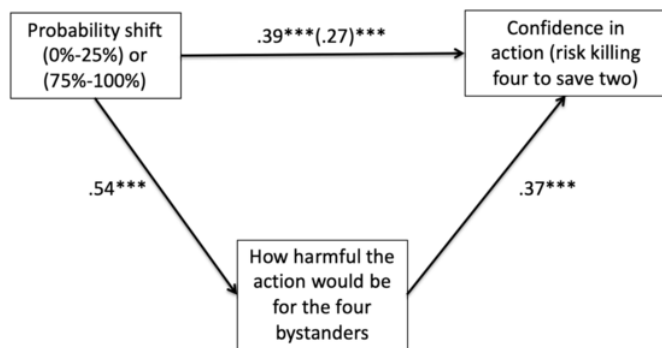 Probability shift
(0%-25%) or
(75%-100%)
.39***(.27)***
Confidence in
action (risk killing
four to save two)
.54***
.37***
How harmful the
action would be
for the four
bystanders